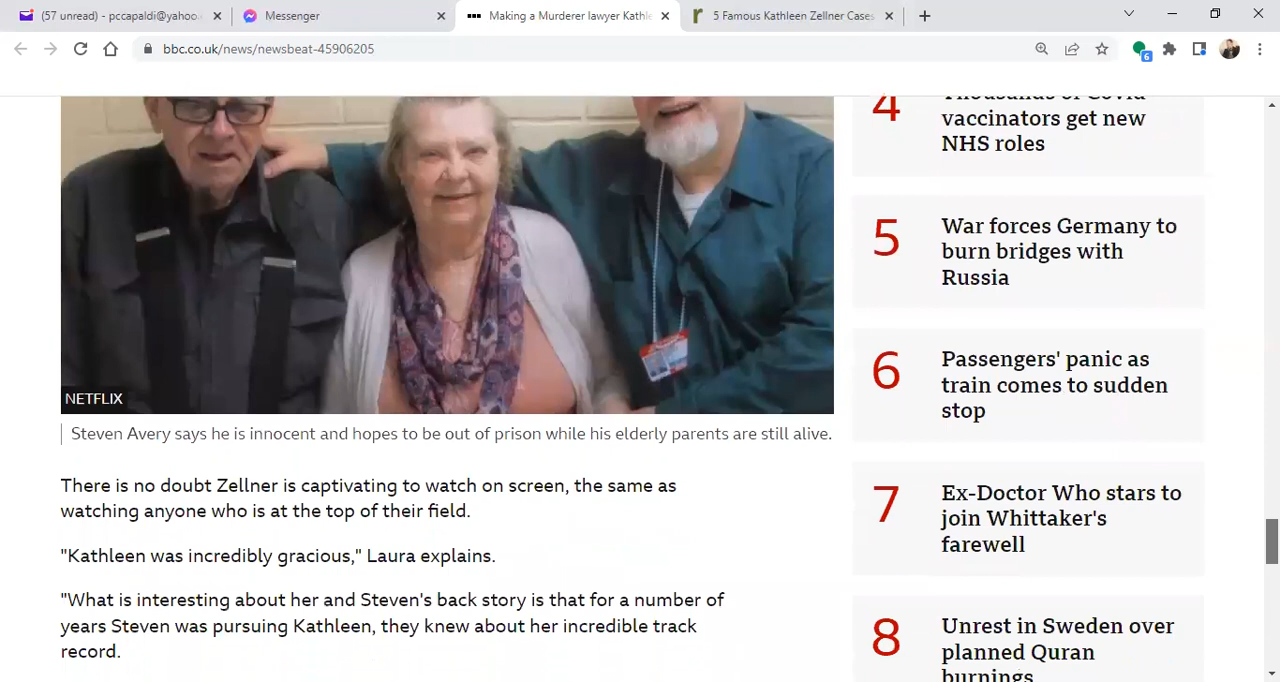 (57 unread) - pccapaldi@yahoo.
Messenger
Making a Murderer lawyer Kathle
5 Famous Kathleen Zellner Cases
bbc.co.uk/news/newsbeat-45906205
6
NETFLIX
Steven Avery says he is innocent and hopes to be out of prison while his elderly parents are still alive.
There is no doubt Zellner is captivating to watch on screen, the same as
watching anyone who is at the top of their field.
"Kathleen was incredibly gracious," Laura explains.
"What is interesting about her and Steven's back story is that for a number of
years Steven was pursuing Kathleen, they knew about her incredible track
record.
4
Thousands of Covid
vaccinators get new
NHS roles
5
War forces Germany to
burn bridges with
Russia
6
Passengers' panic as
train comes to sudden
stop
7
Ex-Doctor Who stars to
join Whittaker's
farewell
8
Unrest in Sweden over
planned Quran
burnings